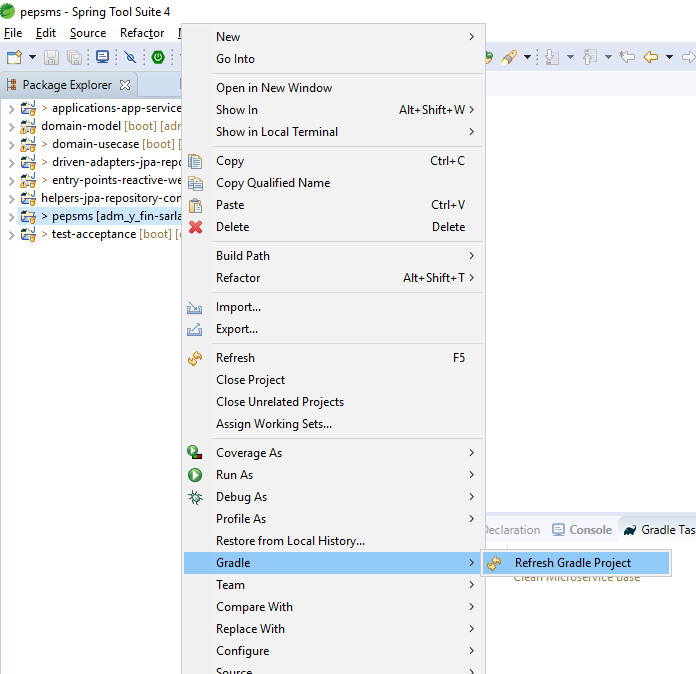 pepsms - Spring Tool Suite 4
File Edit Source Refactor
Package Explorer
> applications-app-service
domain-model [boot] [adm
> domain-usecase [boot] [
> driven-adapters-jpa-repo
> entry-points-reactive-we
helpers-jpa-repository-com
> pepsms [adm_y_fin-sarla
> test-acceptance [boot] [
New
Go Into
Open in New Window
Show In Alt+Shift+W >
Show in Local Terminal
Copy Ctrl+C
Copy Qualified Name
Paste Ctrl+V
Delete Delete
Build Path
Refactor Alt+Shift+T >
Import...
Export...
Refresh F5
Close Project
Close Unrelated Projects
Assign Working Sets...
Coverage As
Run As
Debug As
Profile As
Restore from Local History...
Declaration Console Gradle Tas
Gradle
Refresh Gradle Project
Clean Microservice Base
Team
Compare With
Replace With
Configure
Source